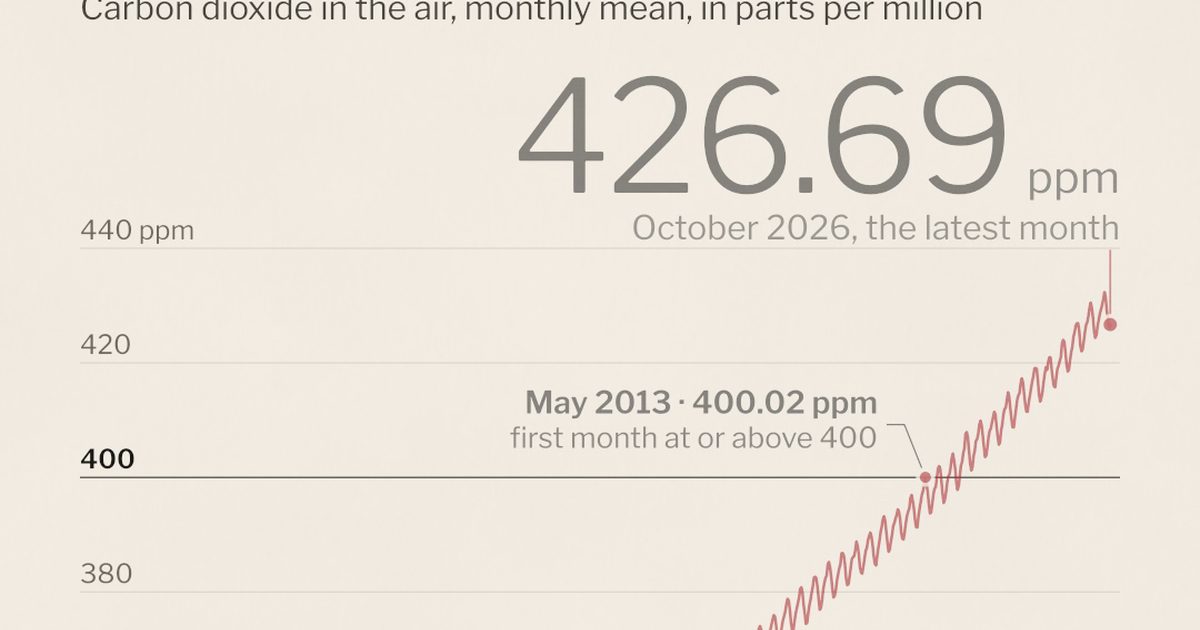 Carbon dioxide in the air, monthly mean, in parts per million
426.69 ppm
October 2026, the latest month
440 ppm
420
May 2013 · 400.02 ppm
first month at or above 400
400
380